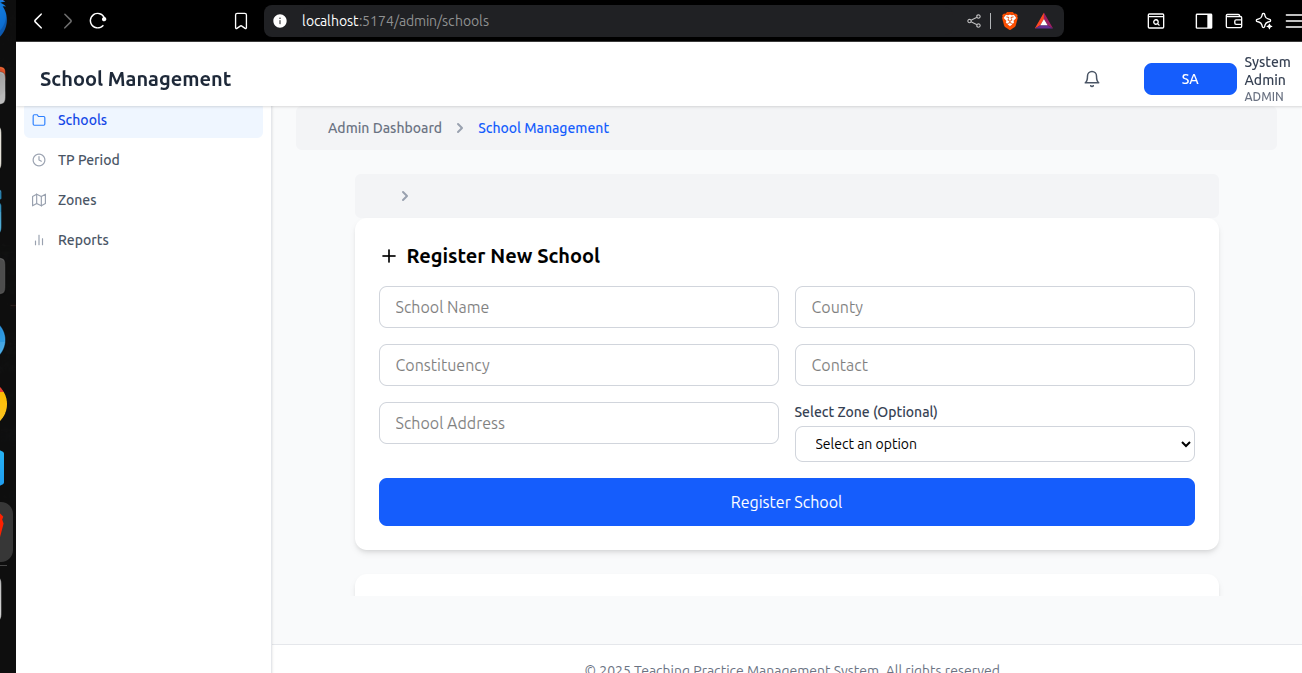 localhost:5174/admin/schools
School Management
SA
System
Admin
ADMIN
Schools
TP Period
Zones
Reports
Admin Dashboard > School Management
+ Register New School
School Name
County
Constituency
Contact
School Address
Select Zone (Optional)
Select an option
Register School
© 2025 Teaching Practice Management System. All rights reserved.